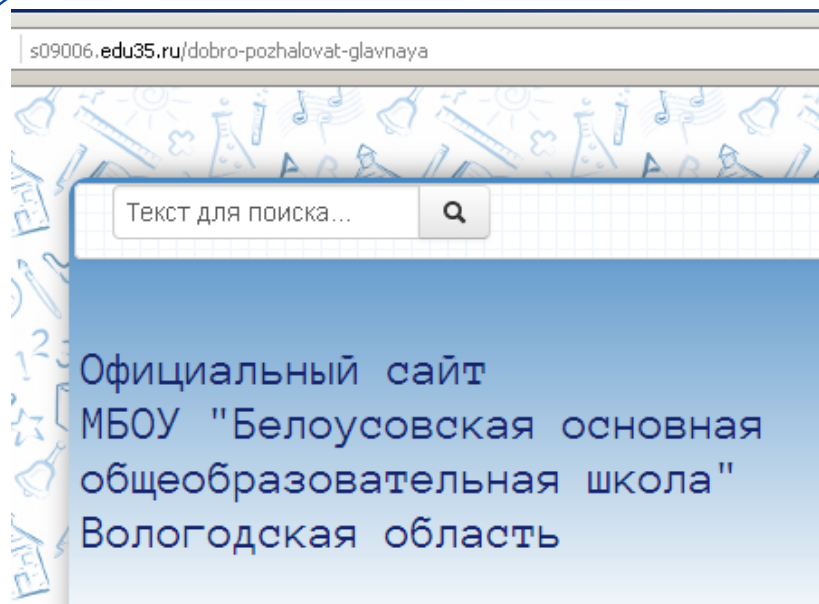 s09006.edu35.ru/dobro-pozhalovat-glavnaya
Текст для поиска...
Официальный сайт
МБОУ "Белоусовская основная
общеобразовательная школа"
Вологодская область